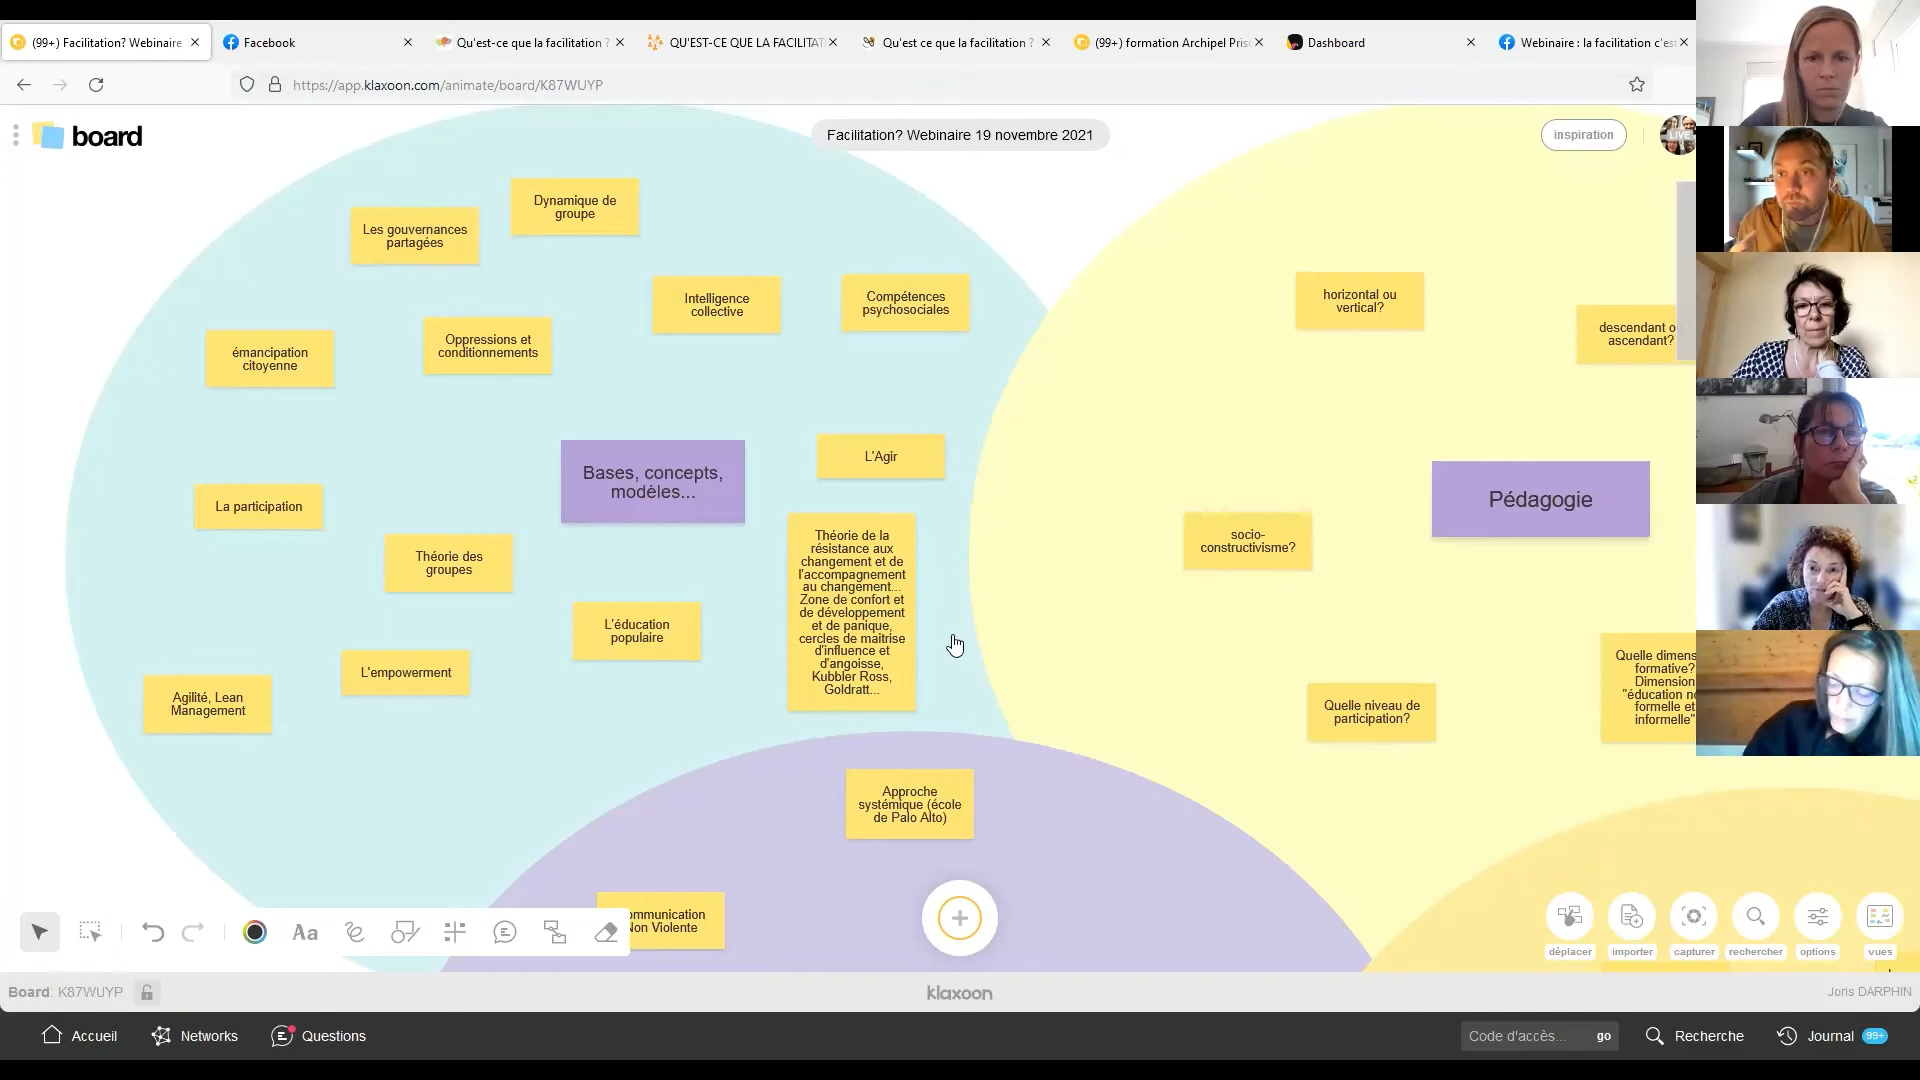 (99+) Facilitation? Webinaire
Facebook
Qu'est-ce que la facilitation ?
QU'EST-CE QUE LA FACILITAT
Qu'est ce que la facilitation ?
(99+) formation Archipel Pris
Dashboard
Webinaire : la facilitation c'es
https://app.klaxoon.com/animate/board/K87WUYP
board
Facilitation? Webinaire 19 novembre 2021
inspiration
LIVE
Les gouvernances
partagées
Dynamique de
groupe
Intelligence
collective
Compétences
psychosociales
émancipation
citoyenne
Oppressions et
conditionnements
Bases, concepts,
modèles...
L'Agir
La participation
Théorie des
groupes
L'éducation
populaire
Théorie de la
résistance aux
changement et de
l'accompagnement
au changement...
Zone de confort et
de développement
et de panique,
cercles de maitrise
d'influence et
d'angoisse,
Kubbler Ross,
Goldratt...
L'empowerment
Agilité, Lean
Management
horizontal ou
vertical?
descendant o
ascendant?
Pédagogie
socio-
constructivisme?
Quelle niveau de
participation?
Quelle dimens
formative?
Dimension
"éducation no
formelle et
informelle"
Approche
systémique (école
de Palo Alto)
ommunication
Non Violente
Aa
déplacer
importer
capturer
rechercher
options
vues
Board: K87WUYP
klaxoon
Joris DARPHIN
Accueil
Networks
Questions
Code d'accès...
go
Recherche
Journal
99+